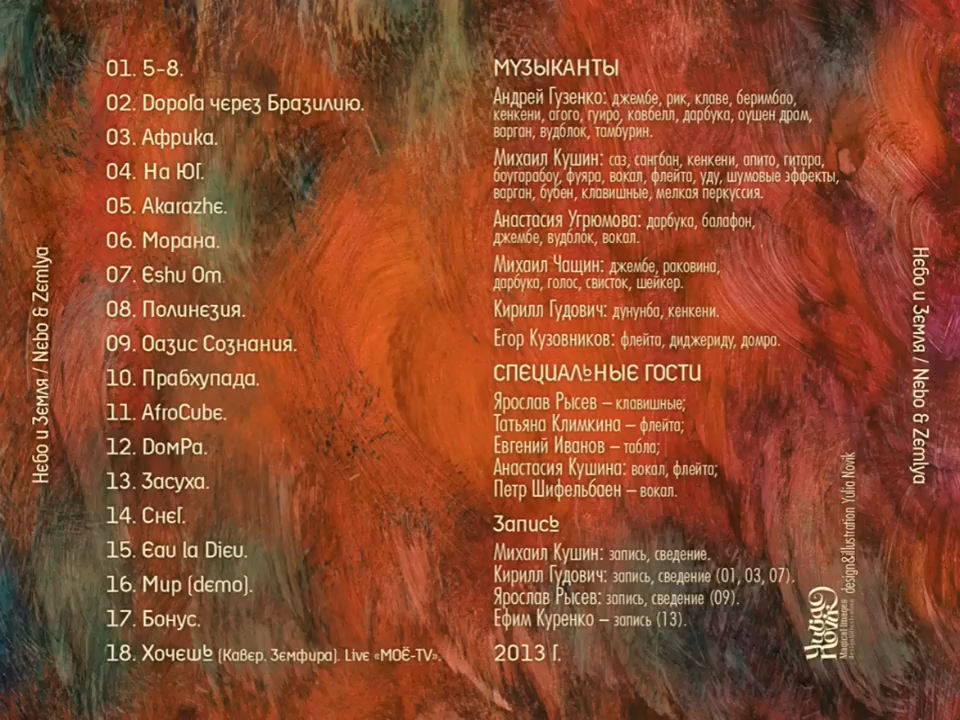 Небо и Земля / Nebo & Zemlya
01. 5-8.
02. Дорога через Бразилию.
03. Африка.
04. На Юг.
05. Akarazhe.
06. Морана.
07. Eshu Om
08. Полинезия.
09. Оазис Сознания.
10. Прабхупада.
11. AfroCube.
12. DомРа.
13. Засуха.
14. Снег.
15. Eau la Dieu.
16. Мир (demo).
17. Бонус.
18. Хочешь (Кавер. Земфира). Live «МОЁ-TV».
МУЗЫКАНТЫ
Андрей Гузенко: джембе, рик, клаве, беримбао,
кенкени, агого, гуиро, ковбелл, дарбука, оушен драм,
варган, вудблок, тамбурин.
Михаил Кушин: саз, сангбан, кенкени, апито, гитара,
боугарабоу, фуяра, вокал, флейта, уду, шумовые эффекты,
варган, бубен, клавишные, мелкая перкуссия.
Анастасия Угрюмова: дарбука, балафон,
джембе, вудблок, вокал.
Михаил Чащин: джембе, раковина,
дарбука, голос, свисток, шейкер.
Кирилл Гудович: дунунба, кенкени.
Егор Кузовников: флейта, диджериду, домра.
СПЕЦИАЛЬНЫЕ ГОСТИ
Ярослав Рысев – клавишные;
Татьяна Климкина – флейта;
Евгений Иванов – табла;
Анастасия Кушина: вокал, флейта;
Петр Шифельбаен – вокал.
Запись
Михаил Кушин: запись, сведение.
Кирилл Гудович: запись, сведение (01, 03, 07).
Ярослав Рысев: запись, сведение (09).
Ефим Куренко – запись (13).
2013 г.
Yulia
Novik
Magical Images
design&illustration Yulia Novik
Небо и Земля / Nebo & Zemlya